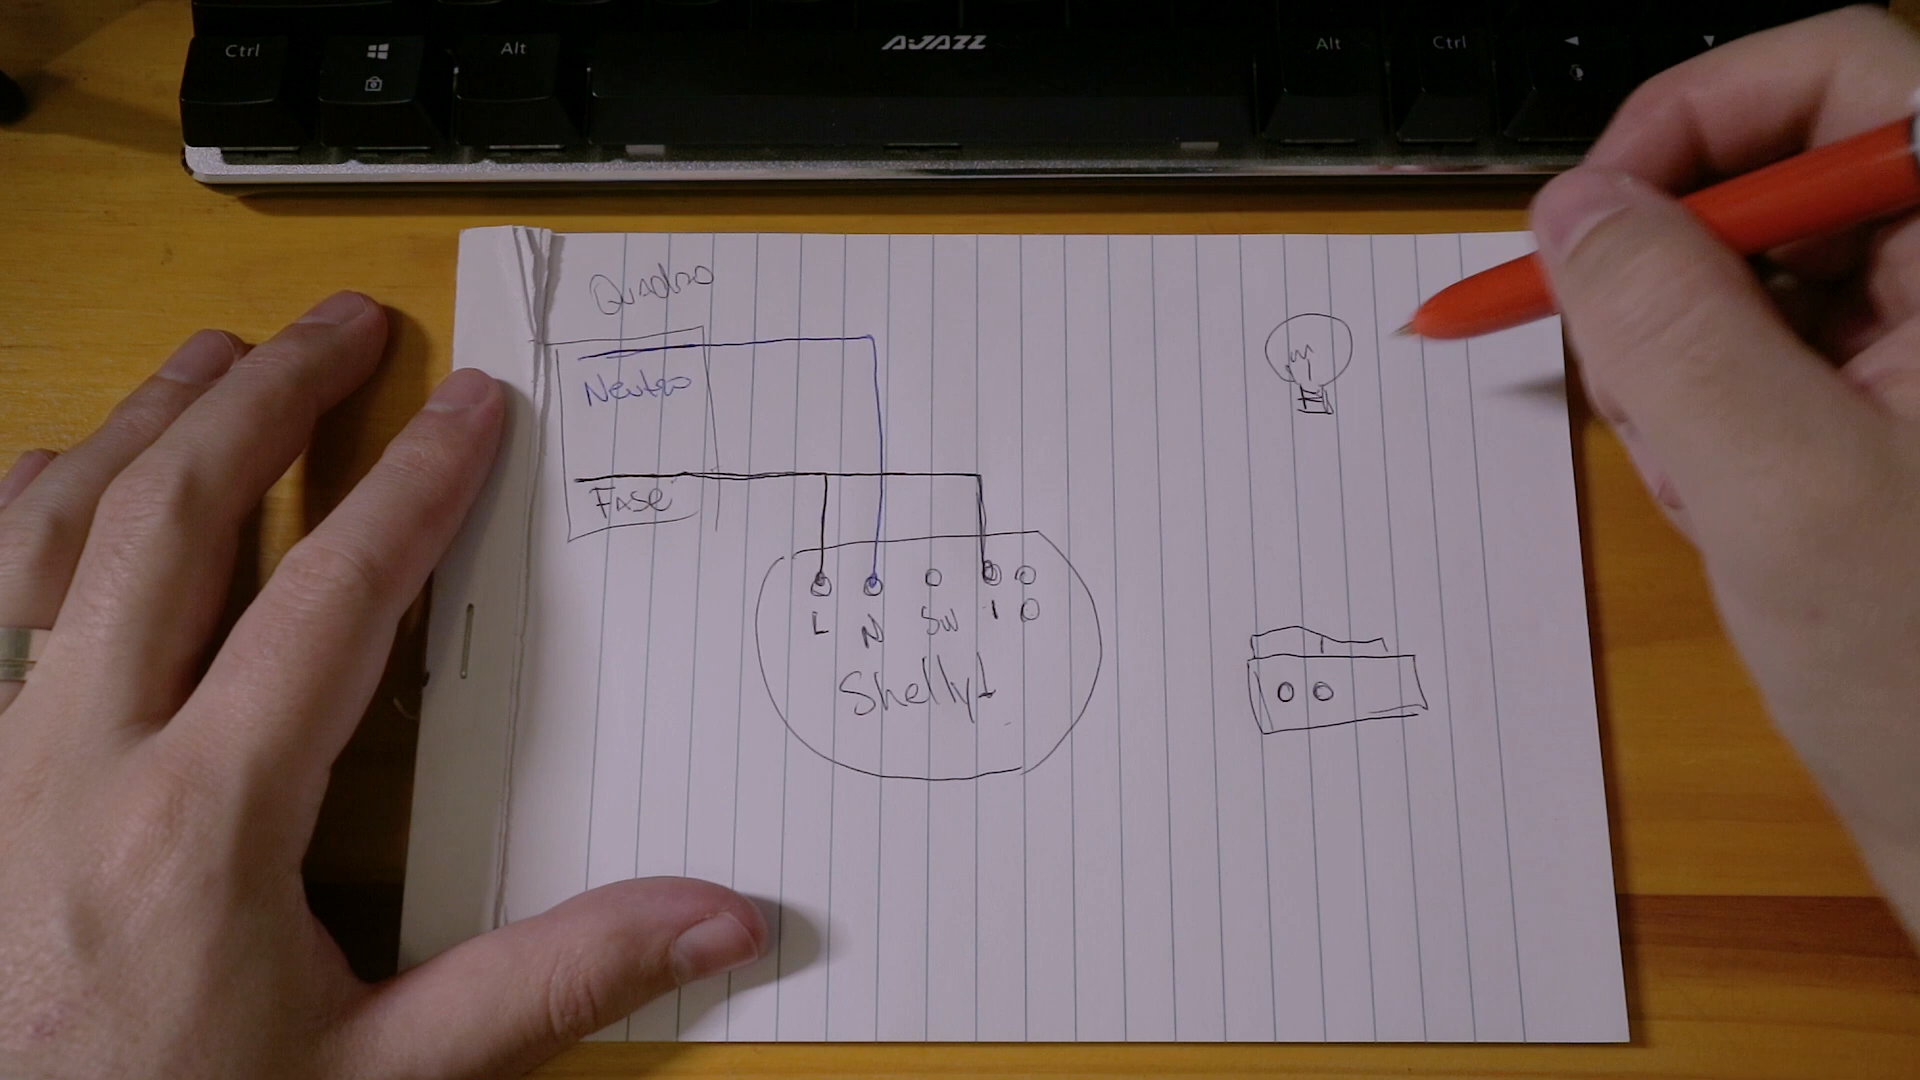 Ctrl Alt AJAZZ Alt Ctrl
Quadro
Neutro
Fase
L N SW I O
Shelly1